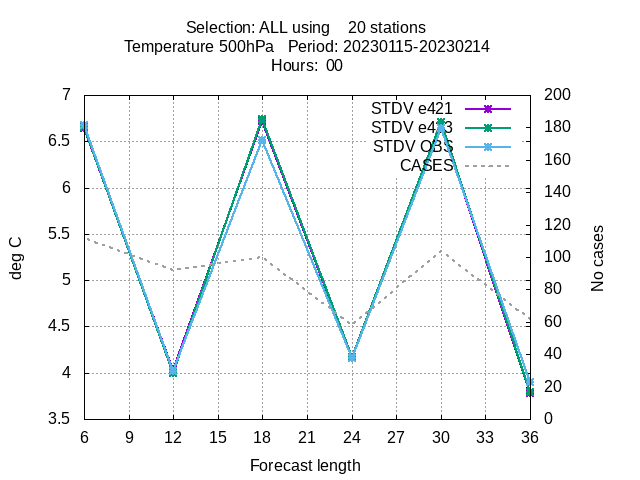 Selection: ALL using 20 stations
Temperature 500hPa Period: 20230115-20230214
Hours: 00
7
6.5
6
5.5
5
4.5
4
3.5
deg C
200
180
160
140
120
100
80
60
40
20
0
No cases
STDV e421
STDV OBS
CASES
6 9 12 15 18 21 24 27 30 33 36
Forecast length